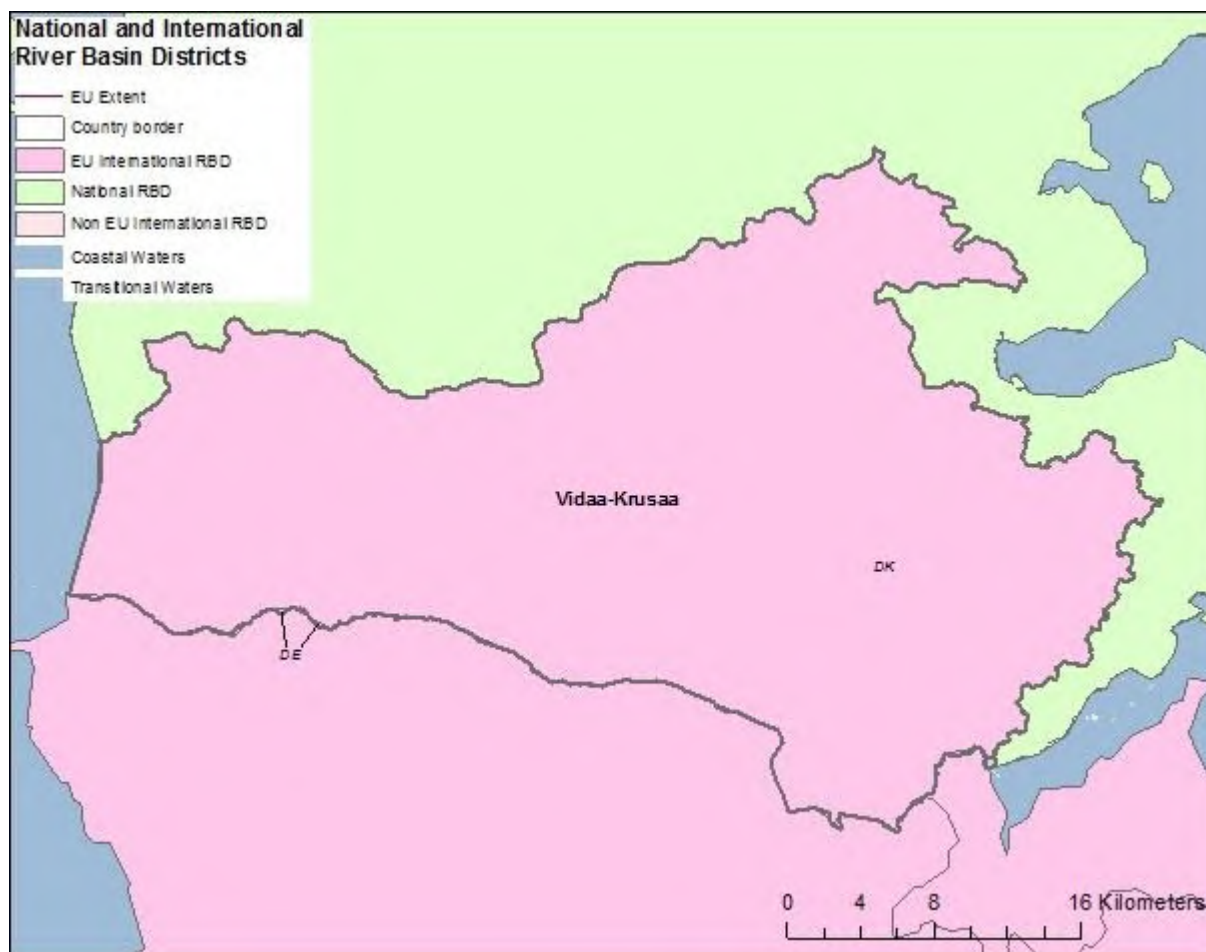 National and International
River Basin Districts
EU Extent
Country border
EU International RBD
National RBD
Non EU International RBD
Coastal Waters
Transitional Waters
Vidaa-Krusaa
DK
DE
0 4 8 16 Kilometers